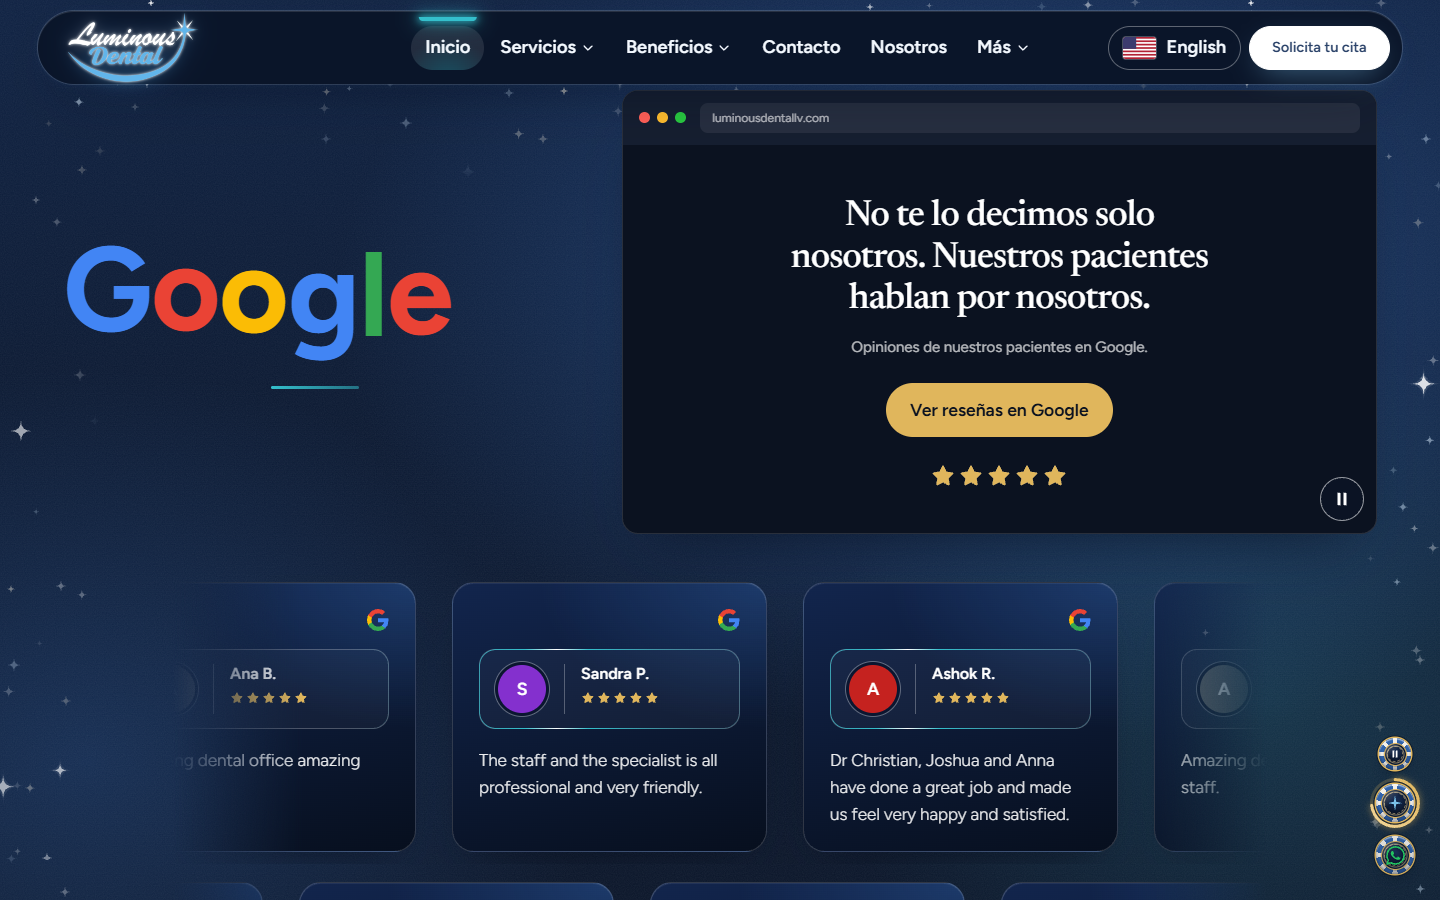 Luminous
Dental
Inicio
Servicios
Beneficios
Contacto
Nosotros
Más
English
Solicita tu cita
luminousdentallv.com
Google
No te lo decimos solo
nosotros. Nuestros pacientes
hablan por nosotros.
Opiniones de nuestros pacientes en Google.
Ver reseñas en Google
Ana B.
dental office amazing
S
Sandra P.
The staff and the specialist is all
professional and very friendly.
A
Ashok R.
Dr Christian, Joshua and Anna
have done a great job and made
us feel very happy and satisfied.
A
Amazing
staff.